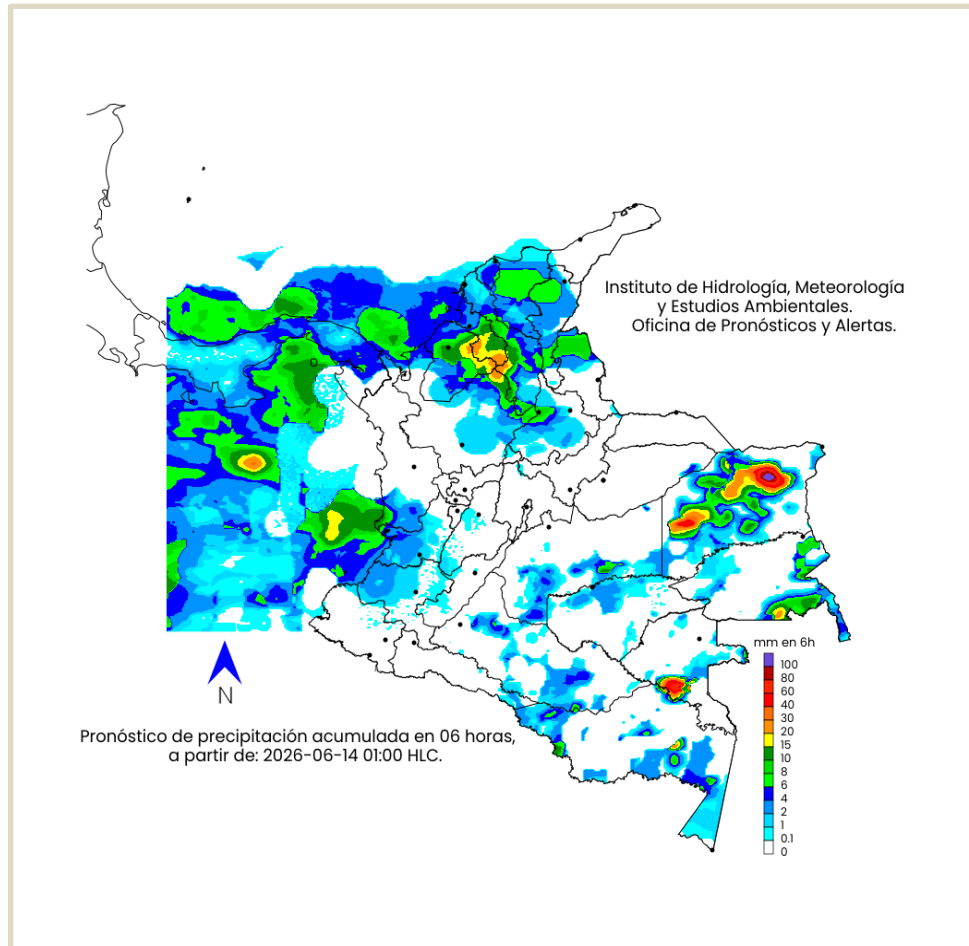 Instituto de Hidrología, Meteorología
y Estudios Ambientales.
Oficina de Pronósticos y Alertas.
mm en 6h
100
80
60
40
30
20
15
10
8
6
4
2
1
0.1
0
N
Pronóstico de precipitación acumulada en 06 horas,
a partir de: 2026-06-14 01:00 HLC.